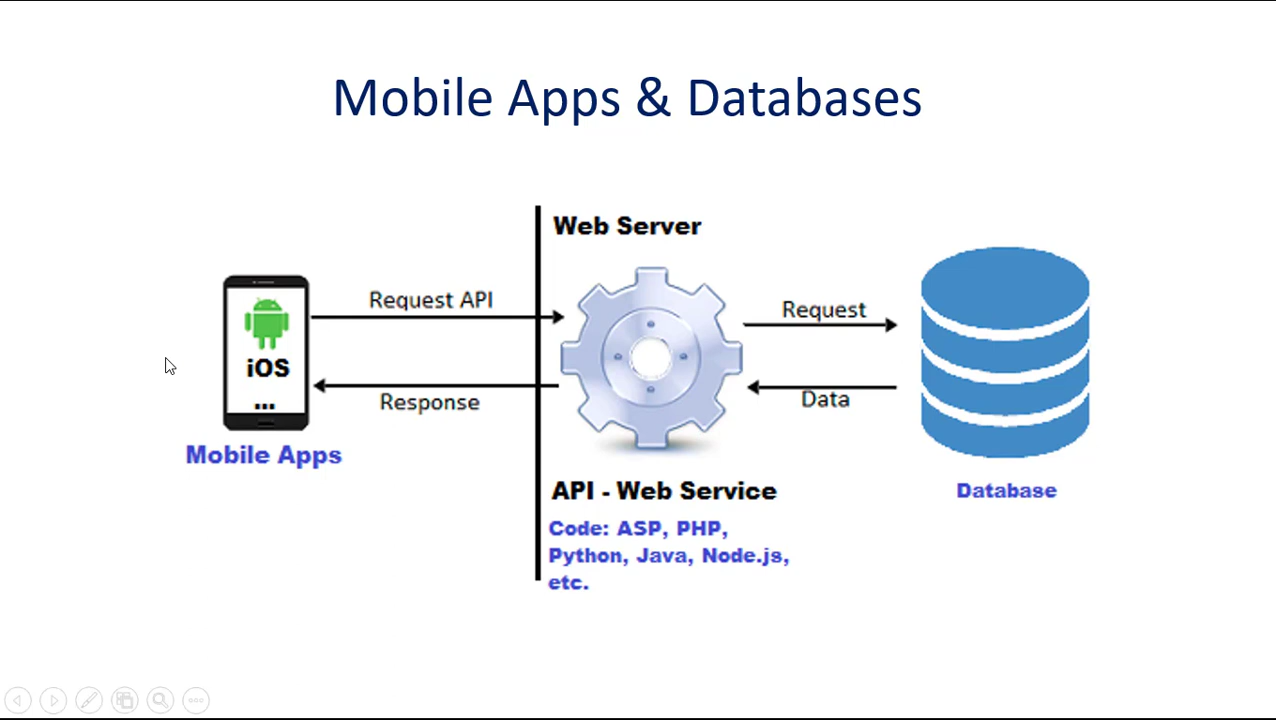 Mobile Apps & Databases
Web Server
Request API
Request
iOS
...
Response
Data
Mobile Apps
API - Web Service
Database
Code: ASP, PHP,
Python, Java, Node.js,
etc.